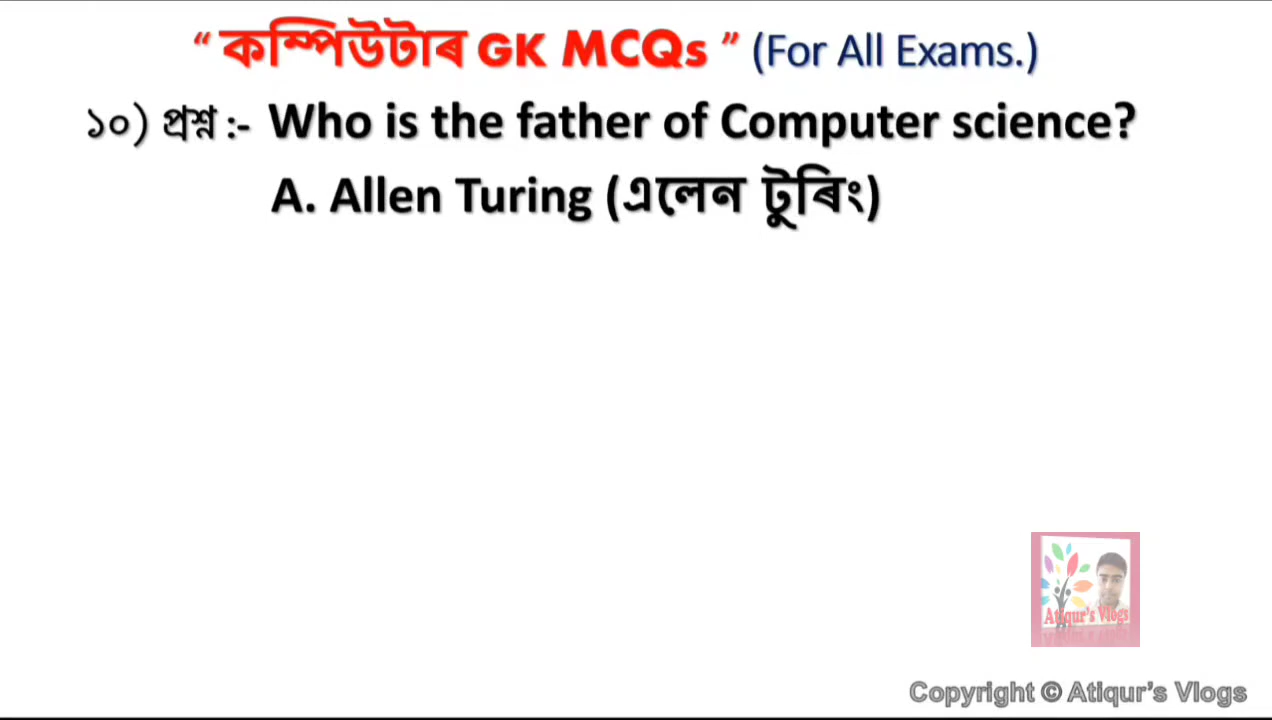 “ কম্পিউটাৰ GK MCQs ” (For All Exams.)
১০) প্ৰশ্ন :- Who is the father of Computer science?
A. Allen Turing (এলেন টুৰিং)
Atiqur's Vlogs
Copyright © Atiqur’s Vlogs